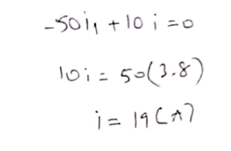 -50i₁ + 10 i = 0
10 i = 50(3.8)
i = 19 (A)